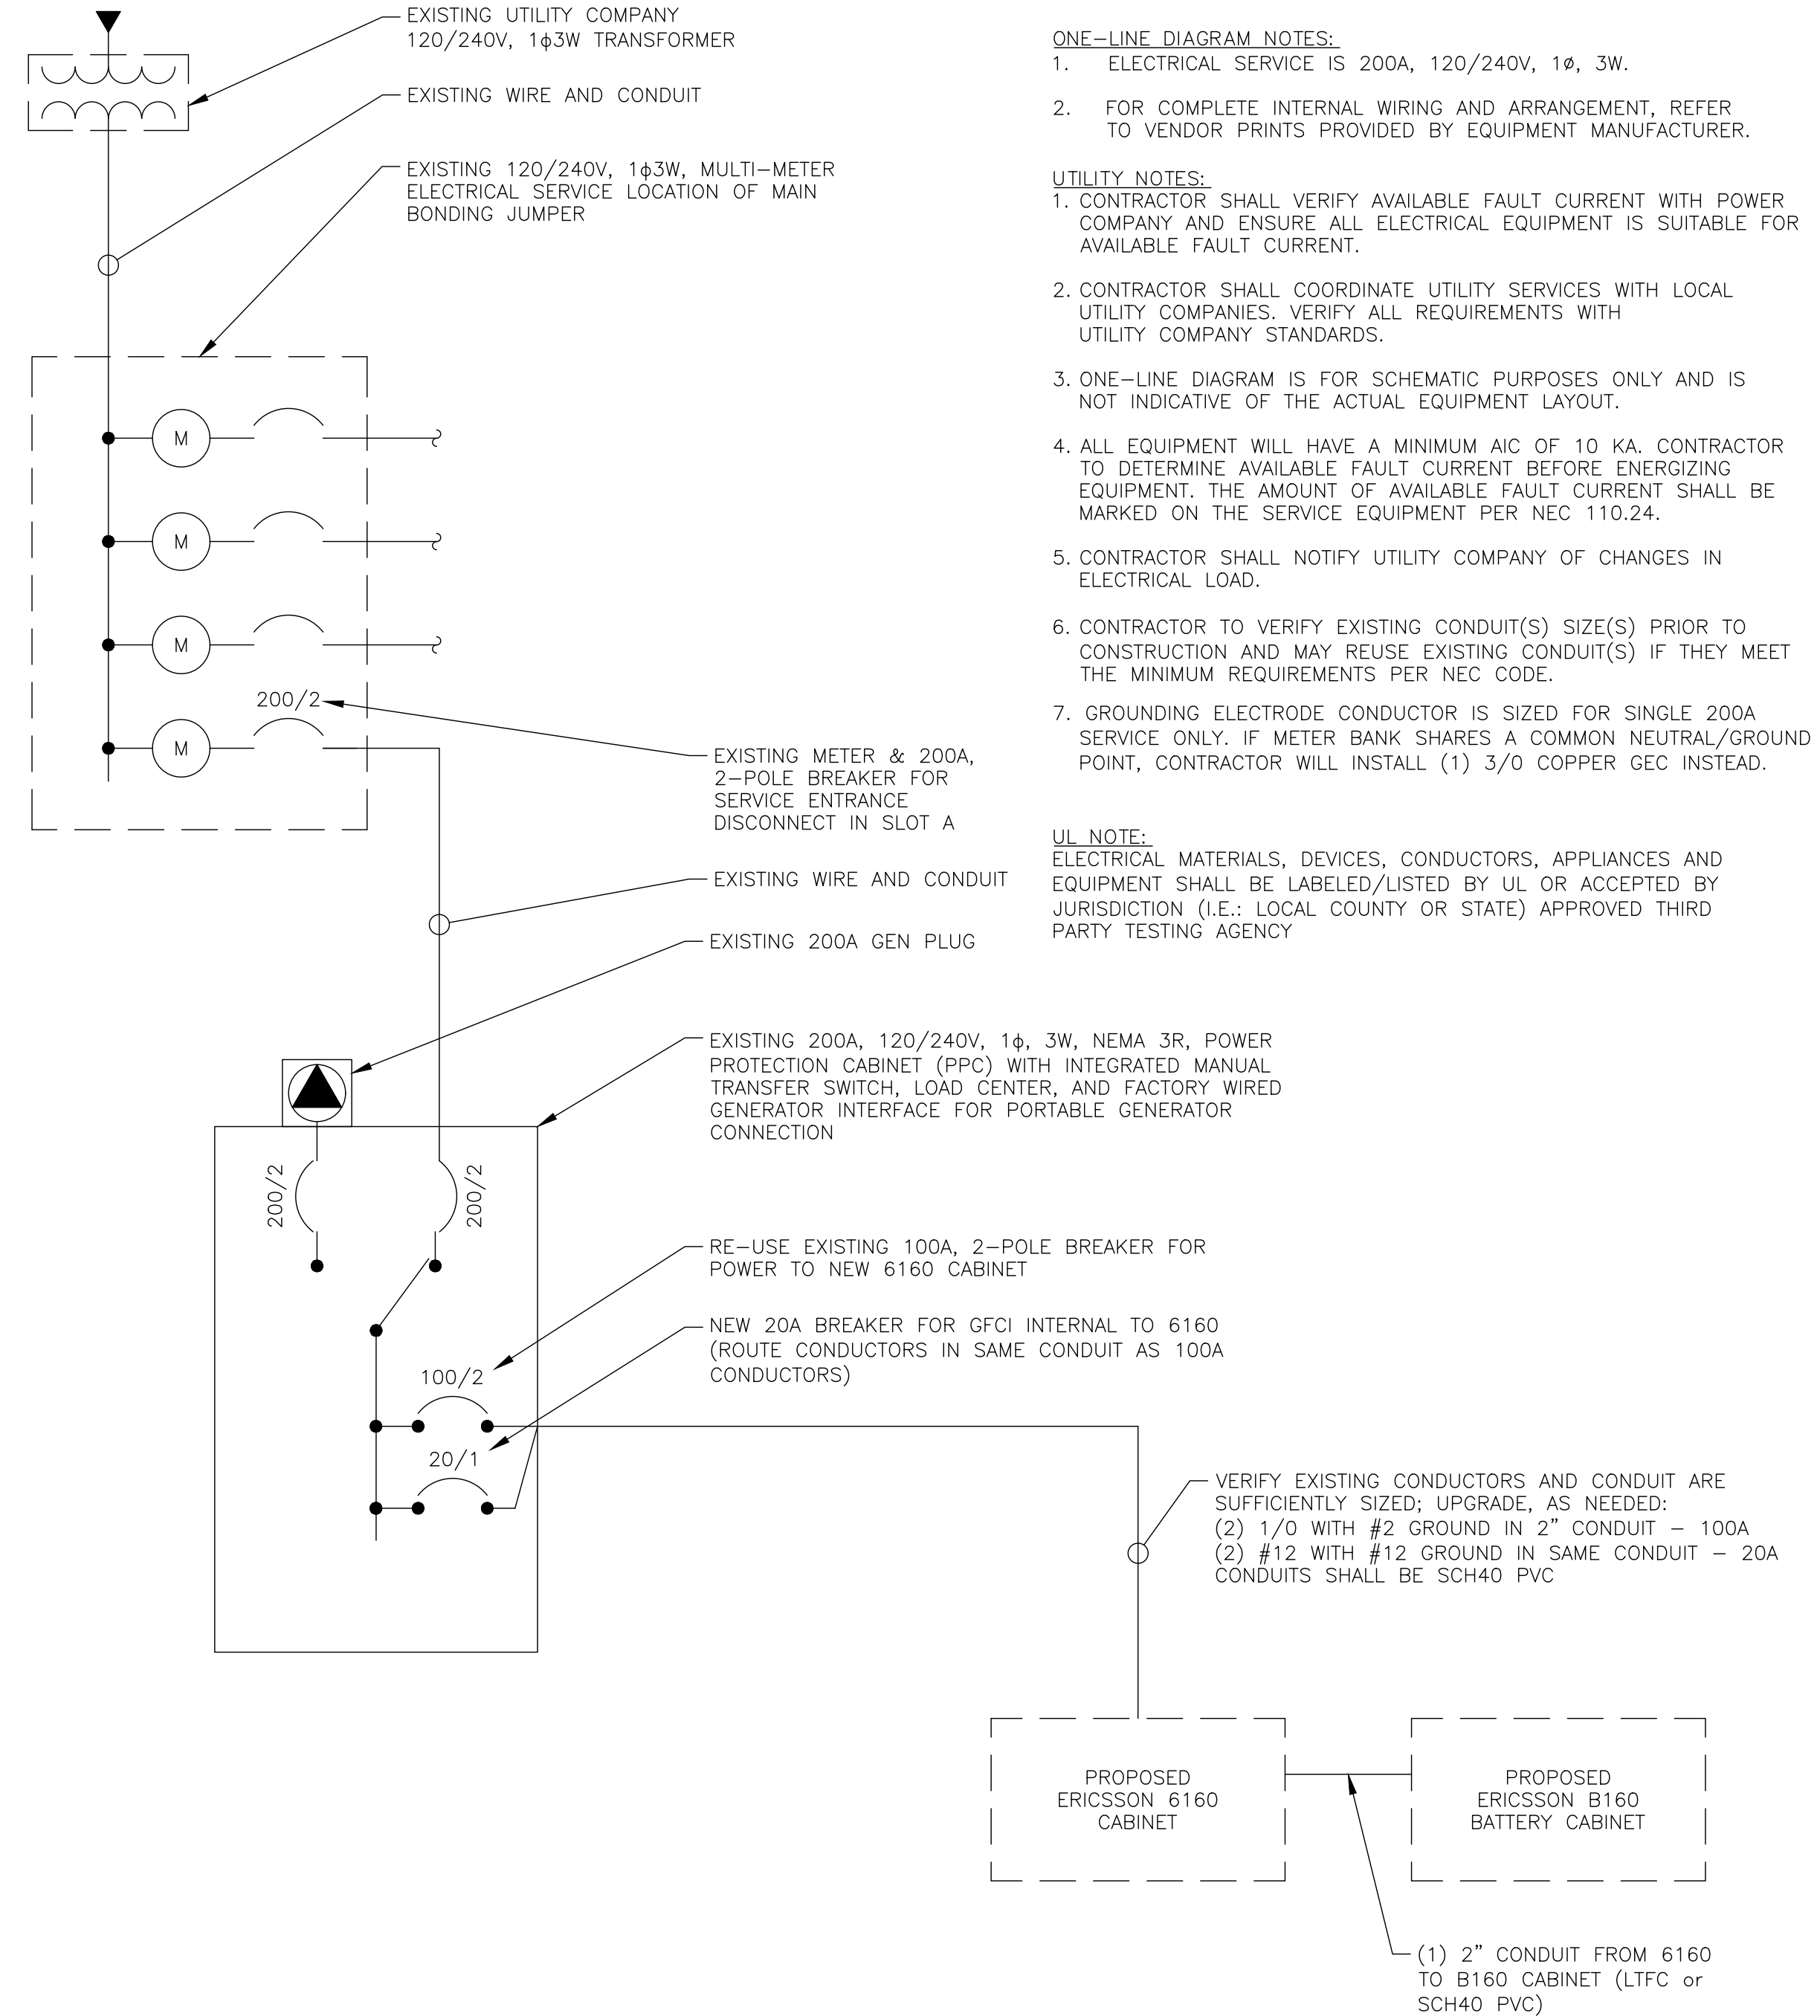 EXISTING UTILITY COMPANY
120/240V, 1ϕ3W TRANSFORMER
EXISTING WIRE AND CONDUIT
EXISTING 120/240V, 1ϕ3W, MULTI-METER
ELECTRICAL SERVICE LOCATION OF MAIN
BONDING JUMPER
M
M
M
200/2
M
EXISTING METER & 200A,
2-POLE BREAKER FOR
SERVICE ENTRANCE
DISCONNECT IN SLOT A
EXISTING WIRE AND CONDUIT
EXISTING 200A GEN PLUG
EXISTING 200A, 120/240V, 1ϕ, 3W, NEMA 3R, POWER
PROTECTION CABINET (PPC) WITH INTEGRATED MANUAL
TRANSFER SWITCH, LOAD CENTER, AND FACTORY WIRED
GENERATOR INTERFACE FOR PORTABLE GENERATOR
CONNECTION
200/2
200/2
RE-USE EXISTING 100A, 2-POLE BREAKER FOR
POWER TO NEW 6160 CABINET
NEW 20A BREAKER FOR GFCI INTERNAL TO 6160
(ROUTE CONDUCTORS IN SAME CONDUIT AS 100A
CONDUCTORS)
100/2
20/1
VERIFY EXISTING CONDUCTORS AND CONDUIT ARE
SUFFICIENTLY SIZED; UPGRADE, AS NEEDED:
(2) 1/0 WITH #2 GROUND IN 2" CONDUIT - 100A
(2) #12 WITH #12 GROUND IN SAME CONDUIT - 20A
CONDUITS SHALL BE SCH40 PVC
PROPOSED
ERICSSON 6160
CABINET
PROPOSED
ERICSSON B160
BATTERY CABINET
(1) 2" CONDUIT FROM 6160
TO B160 CABINET (LTFC or
SCH40 PVC)
ONE-LINE DIAGRAM NOTES:
1. ELECTRICAL SERVICE IS 200A, 120/240V, 1ø, 3W.
2. FOR COMPLETE INTERNAL WIRING AND ARRANGEMENT, REFER
TO VENDOR PRINTS PROVIDED BY EQUIPMENT MANUFACTURER.
UTILITY NOTES:
1. CONTRACTOR SHALL VERIFY AVAILABLE FAULT CURRENT WITH POWER
COMPANY AND ENSURE ALL ELECTRICAL EQUIPMENT IS SUITABLE FOR
AVAILABLE FAULT CURRENT.
2. CONTRACTOR SHALL COORDINATE UTILITY SERVICES WITH LOCAL
UTILITY COMPANIES. VERIFY ALL REQUIREMENTS WITH
UTILITY COMPANY STANDARDS.
3. ONE-LINE DIAGRAM IS FOR SCHEMATIC PURPOSES ONLY AND IS
NOT INDICATIVE OF THE ACTUAL EQUIPMENT LAYOUT.
4. ALL EQUIPMENT WILL HAVE A MINIMUM AIC OF 10 KA. CONTRACTOR
TO DETERMINE AVAILABLE FAULT CURRENT BEFORE ENERGIZING
EQUIPMENT. THE AMOUNT OF AVAILABLE FAULT CURRENT SHALL BE
MARKED ON THE SERVICE EQUIPMENT PER NEC 110.24.
5. CONTRACTOR SHALL NOTIFY UTILITY COMPANY OF CHANGES IN
ELECTRICAL LOAD.
6. CONTRACTOR TO VERIFY EXISTING CONDUIT(S) SIZE(S) PRIOR TO
CONSTRUCTION AND MAY REUSE EXISTING CONDUIT(S) IF THEY MEET
THE MINIMUM REQUIREMENTS PER NEC CODE.
7. GROUNDING ELECTRODE CONDUCTOR IS SIZED FOR SINGLE 200A
SERVICE ONLY. IF METER BANK SHARES A COMMON NEUTRAL/GROUND
POINT, CONTRACTOR WILL INSTALL (1) 3/0 COPPER GEC INSTEAD.
UL NOTE:
ELECTRICAL MATERIALS, DEVICES, CONDUCTORS, APPLIANCES AND
EQUIPMENT SHALL BE LABELED/LISTED BY UL OR ACCEPTED BY
JURISDICTION (I.E.: LOCAL COUNTY OR STATE) APPROVED THIRD
PARTY TESTING AGENCY